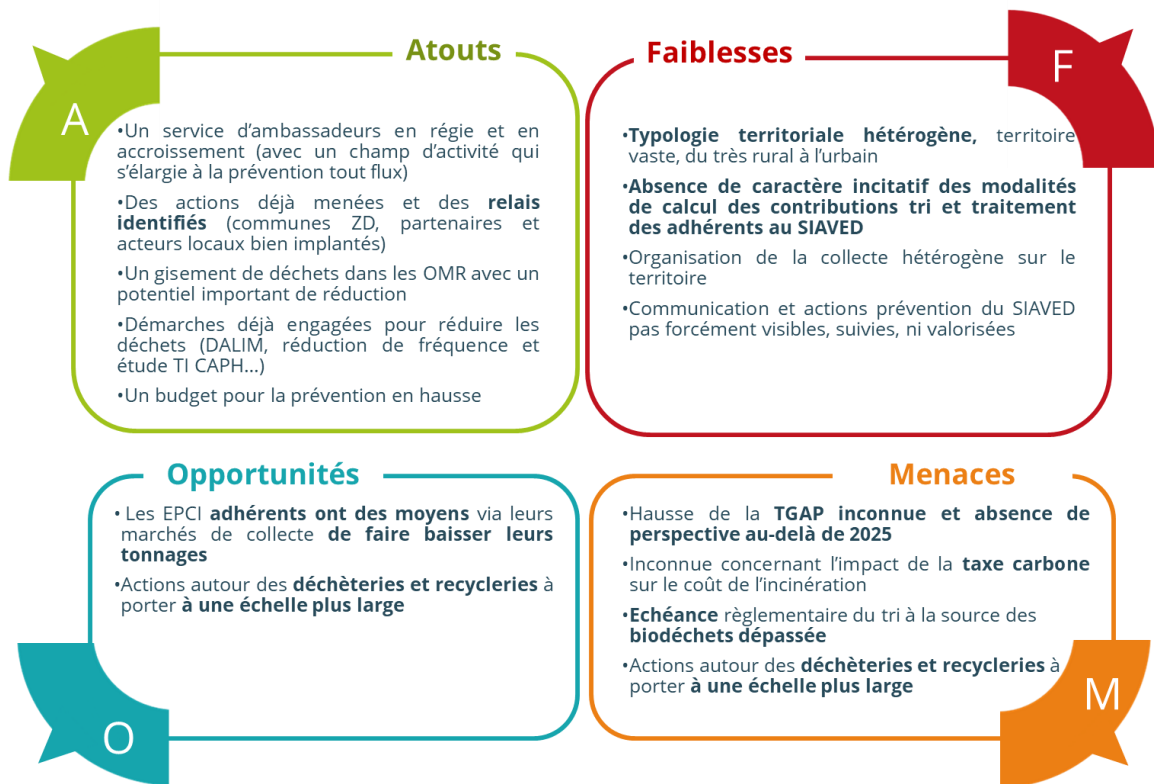 Atouts
A
•Un service d’ambassadeurs en régie et en
accroissement (avec un champ d’activité qui
s’élargie à la prévention tout flux)
•Des actions déjà menées et des relais
identifiés (communes ZD, partenaires et
acteurs locaux bien implantés)
•Un gisement de déchets dans les OMR avec un
potentiel important de réduction
•Démarches déjà engagées pour réduire les
déchets (DALIM, réduction de fréquence et
étude TI CAPH...)
•Un budget pour la prévention en hausse
Faiblesses
F
•Typologie territoriale hétérogène, territoire
vaste, du très rural à l’urbain
•Absence de caractère incitatif des modalités
de calcul des contributions tri et traitement
des adhérents au SIAVED
•Organisation de la collecte hétérogène sur le
territoire
•Communication et actions prévention du SIAVED
pas forcément visibles, suivies, ni valorisées
Opportunités
• Les EPCI adhérents ont des moyens via leurs
marchés de collecte de faire baisser leurs
tonnages
•Actions autour des déchèteries et recycleries à
porter à une échelle plus large
O
Menaces
•Hausse de la TGAP inconnue et absence de
perspective au-delà de 2025
•Inconnue concernant l’impact de la taxe carbone
sur le coût de l’incinération
•Echéance règlementaire du tri à la source des
biodéchets dépassée
•Actions autour des déchèteries et recycleries à
porter à une échelle plus large
M